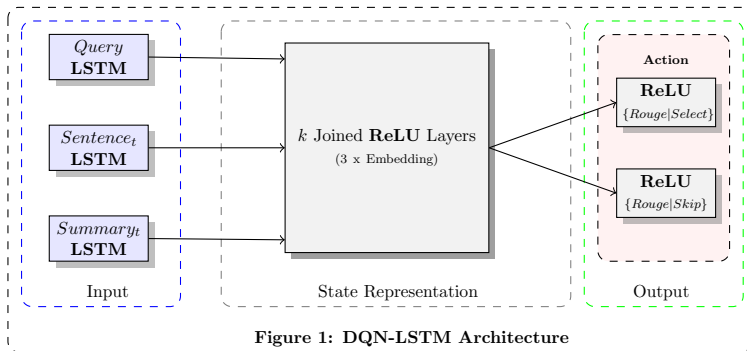 Query
LSTM
Sentence_t
LSTM
Summary_t
LSTM
Input
k Joined ReLU Layers
(3 x Embedding)
State Representation
Action
ReLU
{Rouge|Select}
ReLU
{Rouge|Skip}
Output
Figure 1: DQN-LSTM Architecture